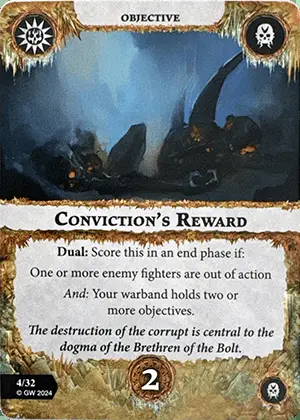 OBJECTIVE
CONVICTION'S REWARD
Dual: Score this in an end phase if:
One or more enemy fighters are out of action
And: Your warband holds two or
more objectives.
The destruction of the corrupt is central to the
dogma of the Brethren of the Bolt.
4/32
© GW 2024
2